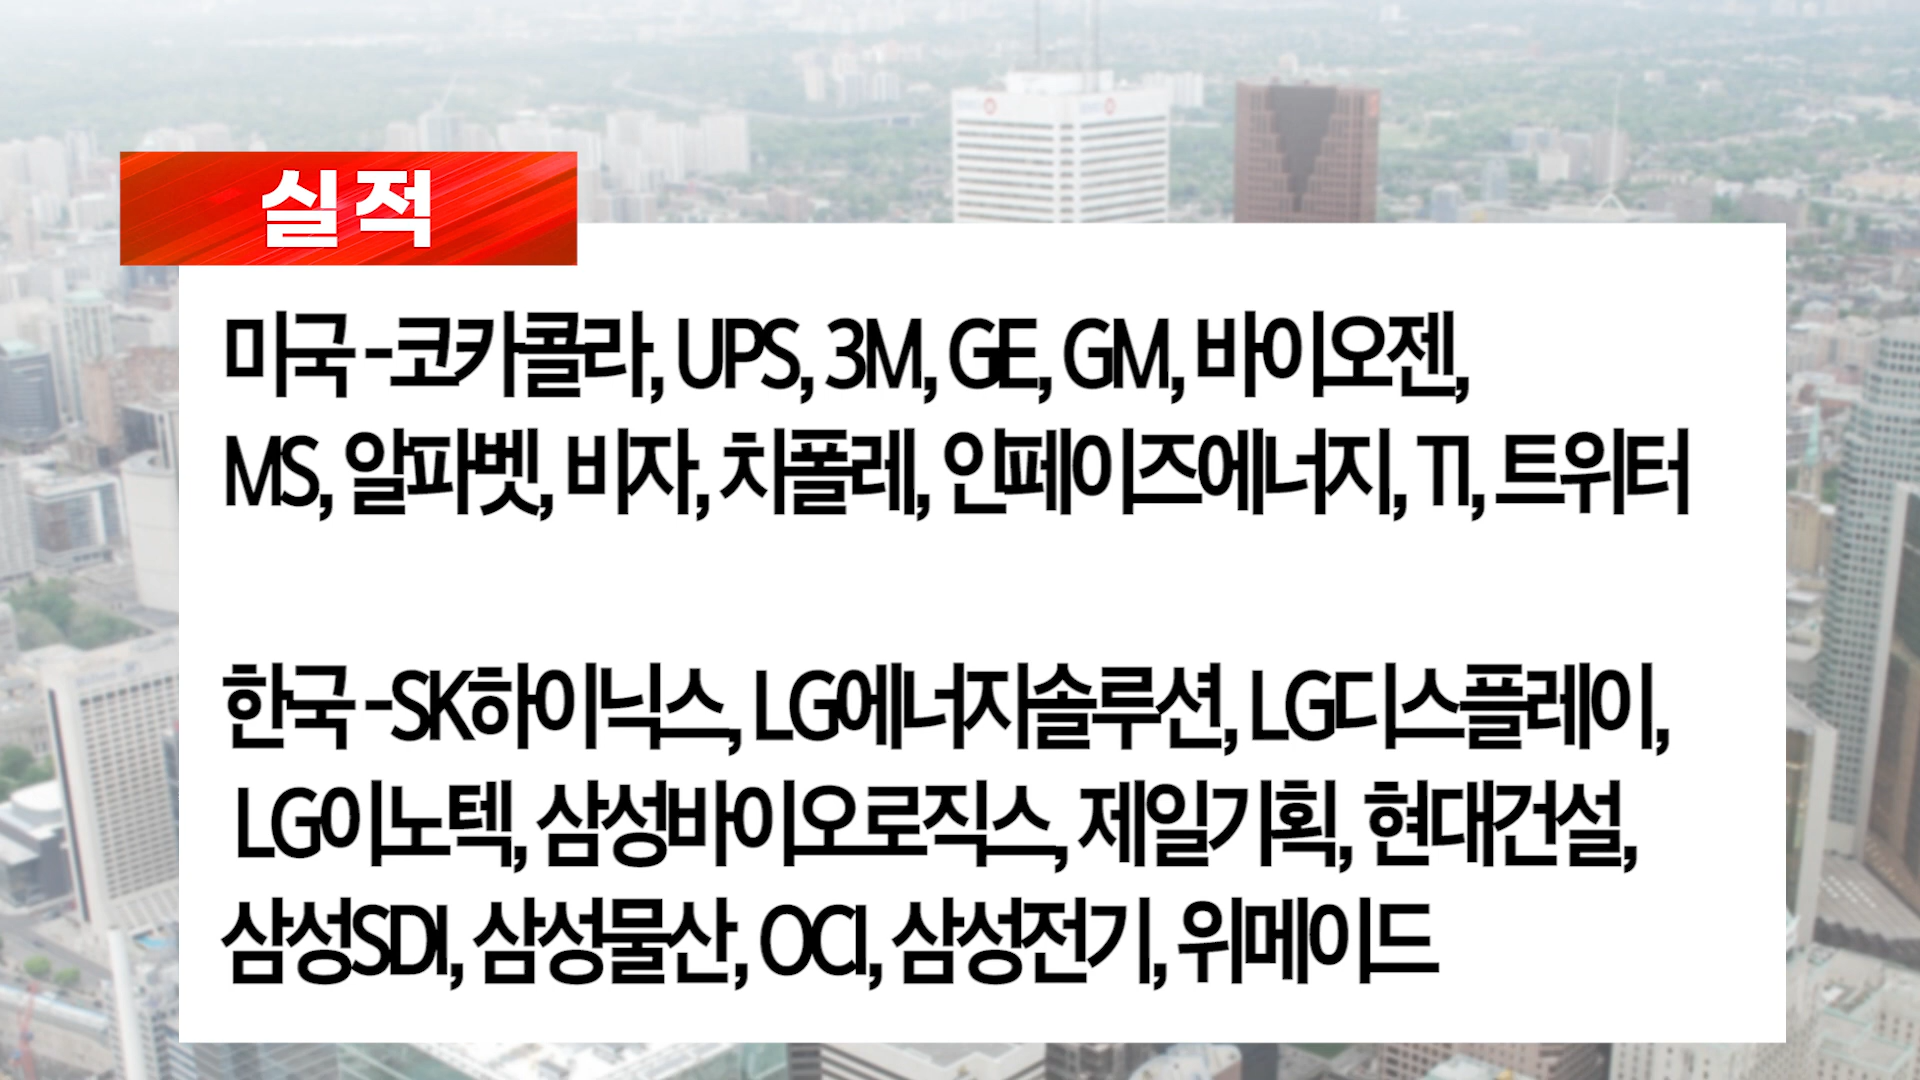 실적
미국 -코카콜라, UPS, 3M, GE, GM, 바이오젠,
MS, 알파벳, 비자, 치폴레, 인페이즈에너지, TI, 트위터
한국 -SK하이닉스, LG에너지솔루션, LG디스플레이,
LG이노텍, 삼성바이오로직스, 제일기획, 현대건설,
삼성SDI, 삼성물산, OCI, 삼성전기, 위메이드